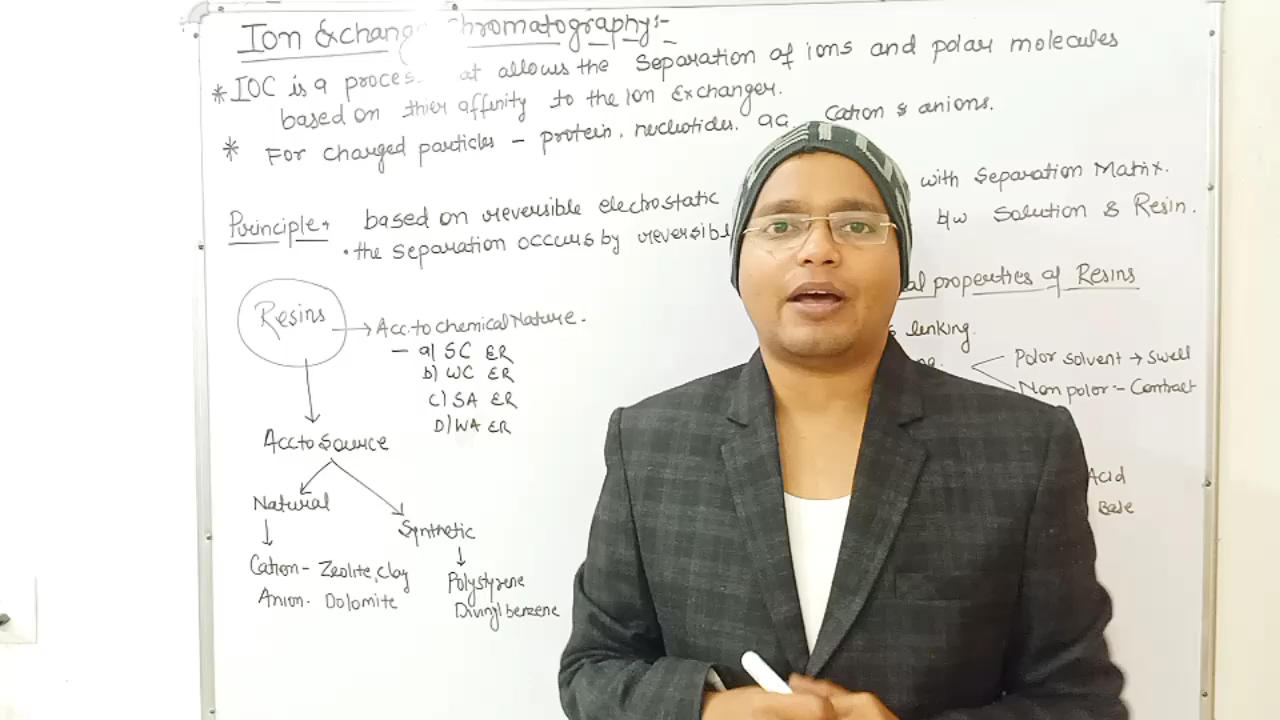 Ion Exchang Chromatography:-
* IOC is a proces at allows the Separation of ions and polar molecules
based on thier affinity to the Ion Exchanger.
* For Charged particles - protein, nucleotides. aa Cation & anions.
Principle → based on reversible electrostatic with Separation Matrix.
• the Separation occurs by reversible b/w Solution & Resin.
Resins
→ Acc. to chemical Nature.
- a) SC ER
b) WC ER
c) SA ER
D) WA ER
Acc to Source
Natural
Synthetic
Cation - Zeolite, clay
Anion - Dolomite
Polystyrene
Divinyl benzene
al properties of Resins
linking.
Polar solvent → Swell
Non polar - Contract
Acid
Base